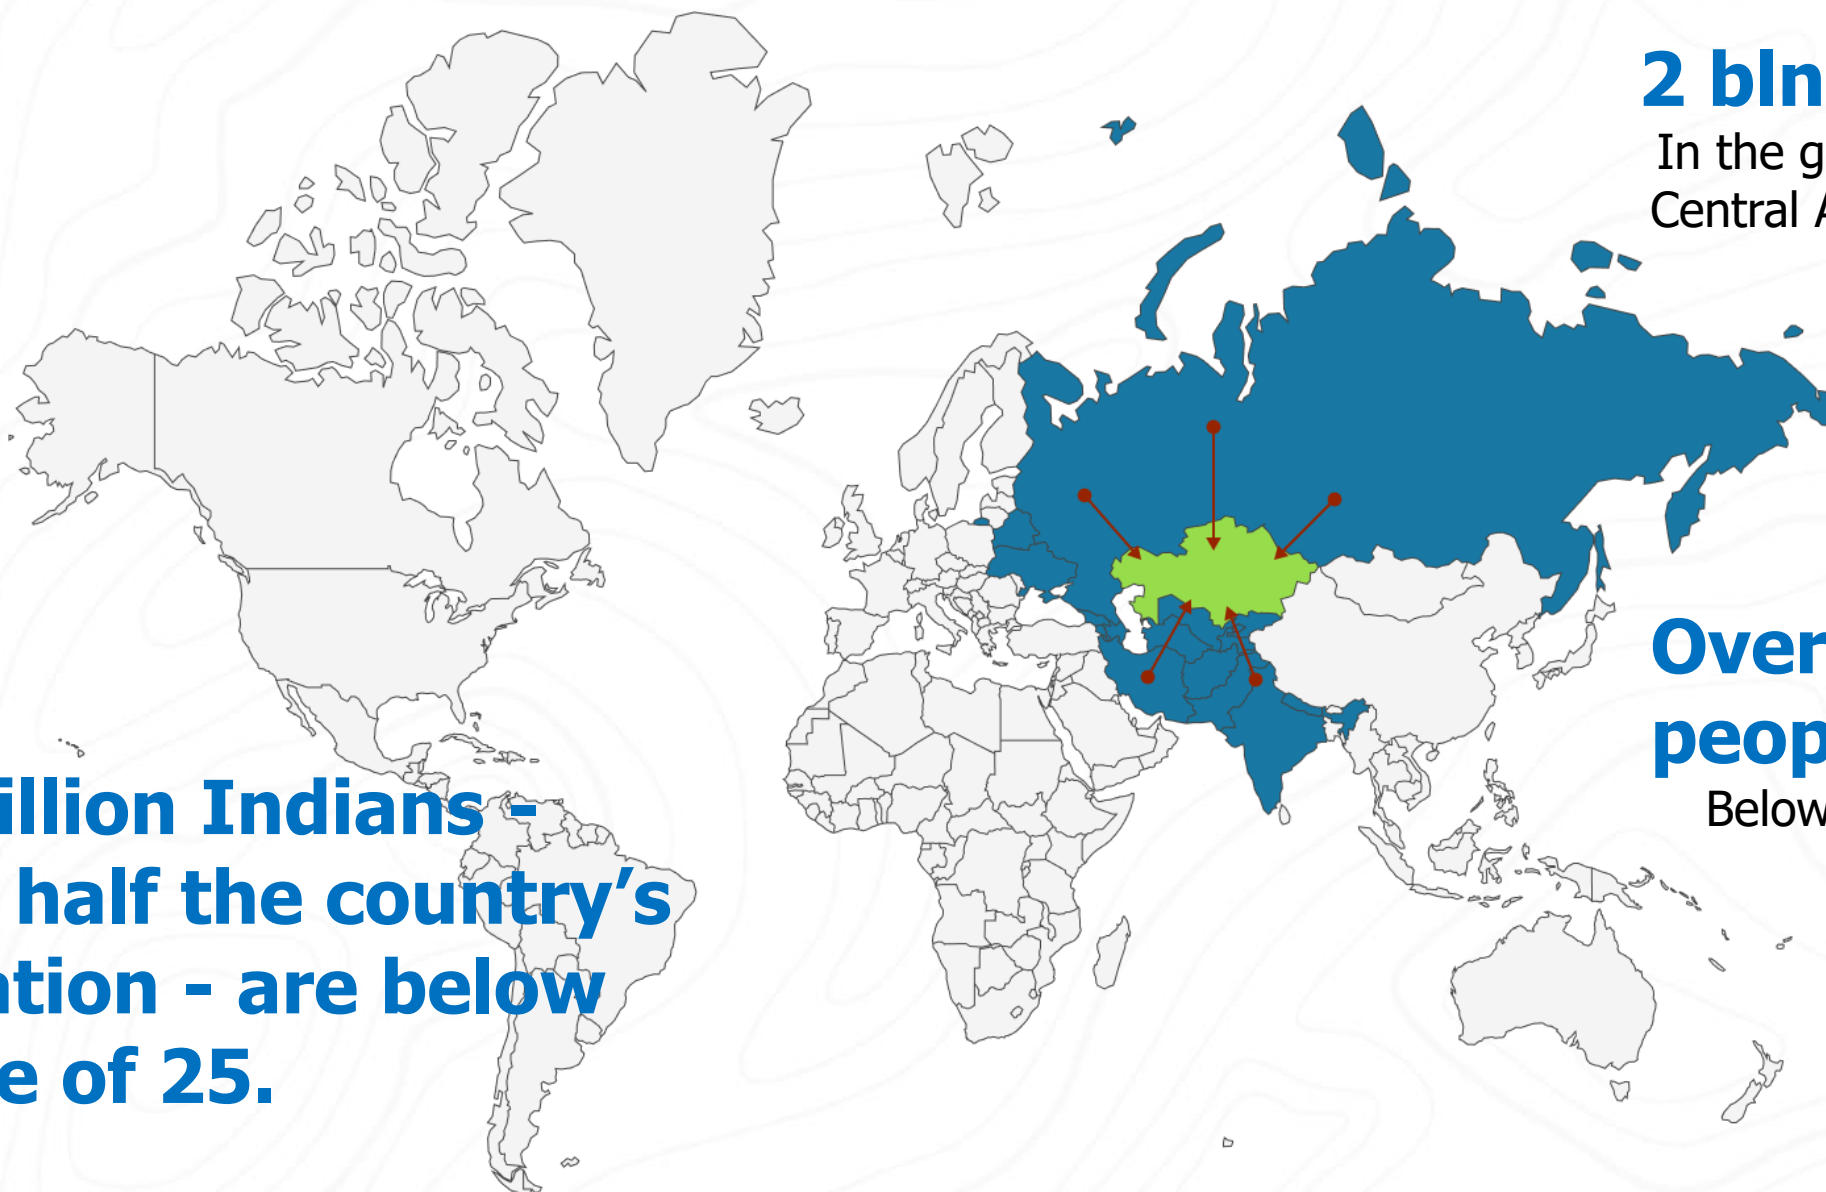 2 bln
In the g
Central A
Over
peop
Below
illion Indians -
half the country's
ation - are below
e of 25.